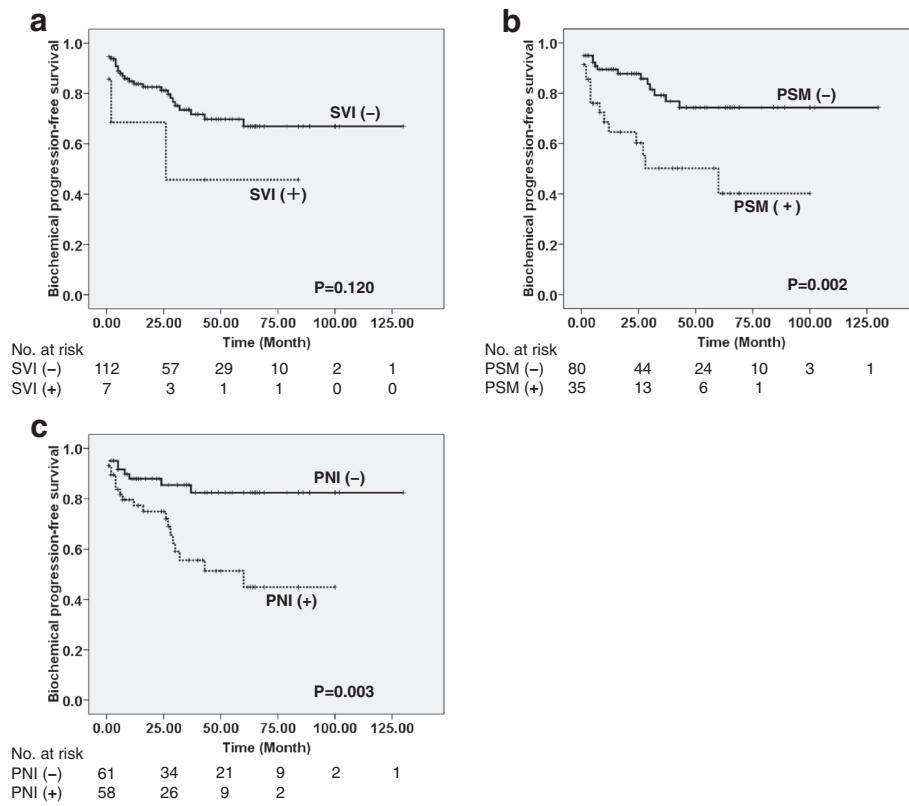 a
Biochemical progression-free survival
1.0
0.8
0.6
0.4
0.2
0.0
SVI (–)
SVI (+)
P=0.120
0.00 25.00 50.00 75.00 100.00 125.00
Time (Month)
No. at risk
SVI (–) 112 57 29 10 2 1
SVI (+) 7 3 1 1 0 0
b
Biochemical progression-free survival
1.0
0.8
0.6
0.4
0.2
0.0
PSM (–)
PSM (+)
P=0.002
0.00 25.00 50.00 75.00 100.00 125.00
Time (Month)
No. at risk
PSM (–) 80 44 24 10 3 1
PSM (+) 35 13 6 1
c
Biochemical progression-free survival
1.0
0.8
0.6
0.4
0.2
0.0
PNI (–)
PNI (+)
P=0.003
0.00 25.00 50.00 75.00 100.00 125.00
Time (Month)
No. at risk
PNI (–) 61 34 21 9 2 1
PNI (+) 58 26 9 2